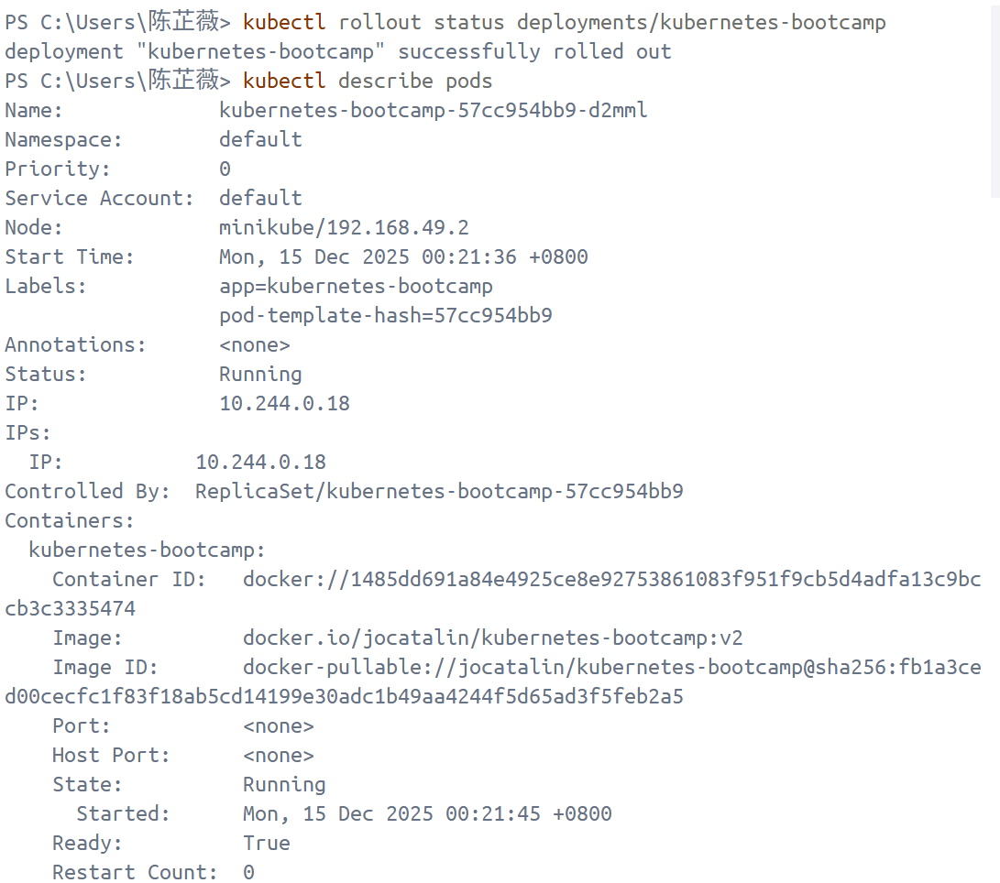 PS C:\Users\陈芷薇> kubectl rollout status deployments/kubernetes-bootcamp
deployment "kubernetes-bootcamp" successfully rolled out
PS C:\Users\陈芷薇> kubectl describe pods
Name:             kubernetes-bootcamp-57cc954bb9-d2mml
Namespace:        default
Priority:         0
Service Account:  default
Node:             minikube/192.168.49.2
Start Time:       Mon, 15 Dec 2025 00:21:36 +0800
Labels:           app=kubernetes-bootcamp
                  pod-template-hash=57cc954bb9
Annotations:      <none>
Status:           Running
IP:               10.244.0.18
IPs:
  IP:           10.244.0.18
Controlled By:  ReplicaSet/kubernetes-bootcamp-57cc954bb9
Containers:
  kubernetes-bootcamp:
    Container ID:   docker://1485dd691a84e4925ce8e92753861083f951f9cb5d4adfa13c9bc
cb3c3335474
    Image:          docker.io/jocatalin/kubernetes-bootcamp:v2
    Image ID:       docker-pullable://jocatalin/kubernetes-bootcamp@sha256:fb1a3ce
d00cecfc1f83f18ab5cd14199e30adc1b49aa4244f5d65ad3f5feb2a5
    Port:           <none>
    Host Port:      <none>
    State:          Running
      Started:      Mon, 15 Dec 2025 00:21:45 +0800
    Ready:          True
    Restart Count:  0